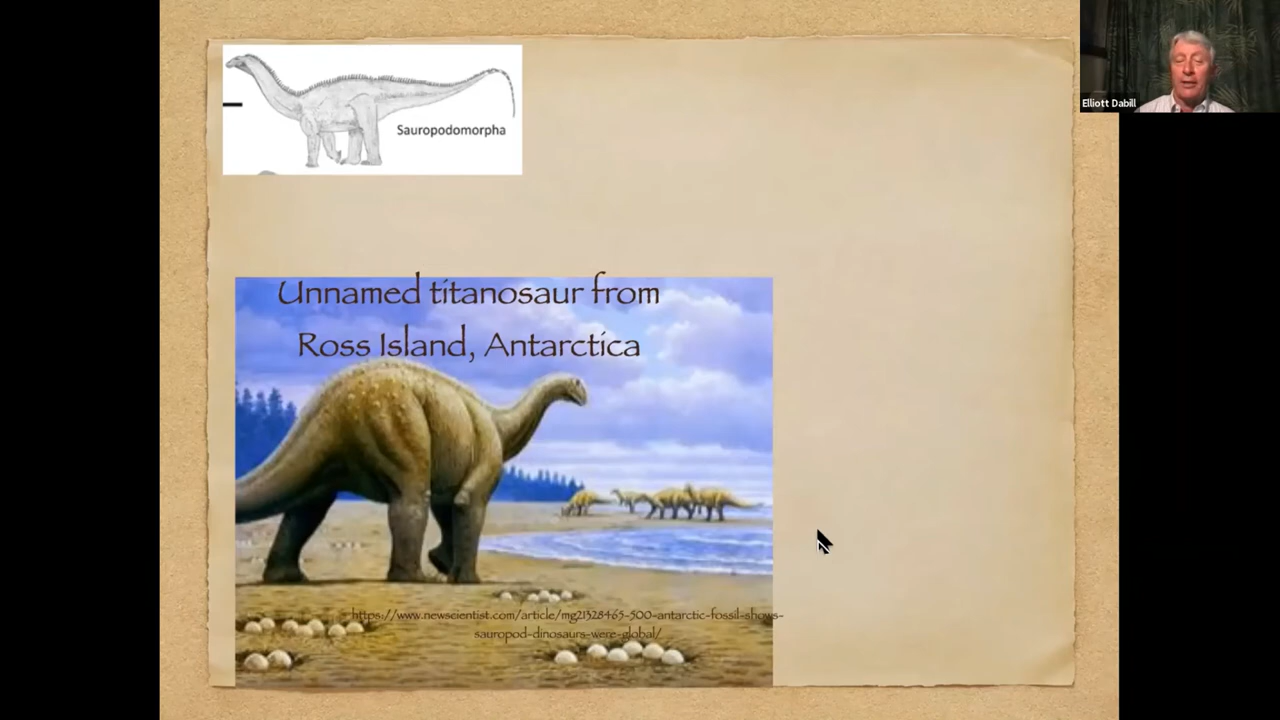 Elliott Dabill
Sauropodomorpha
Unnamed titanosaur from
Ross Island, Antarctica
https://www.newscientist.com/article/mg21328465-500-antarctic-fossil-shows-
sauropod-dinosaurs-were-global/